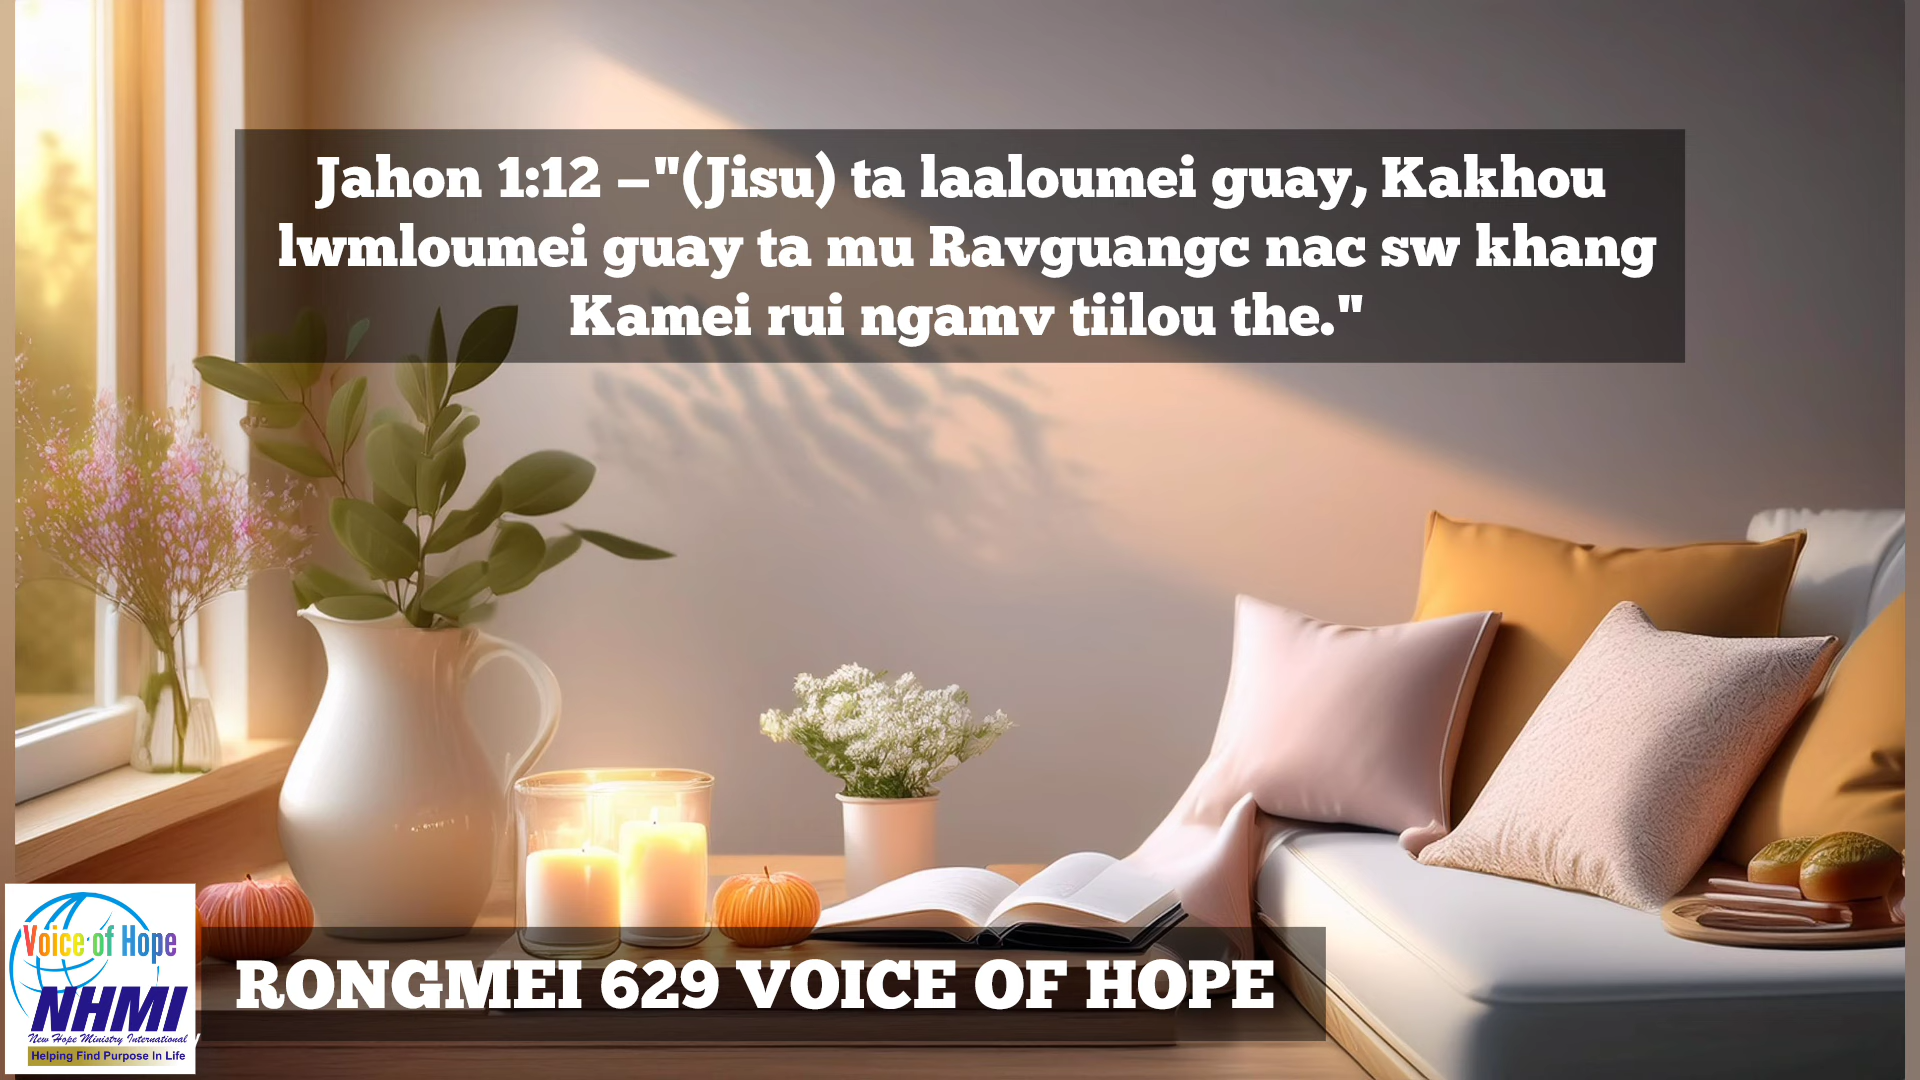 Jahon 1:12 –"(Jisu) ta laaloumei guay, Kakhou
lwmloumei guay ta mu Ravguangc nac sw khang
Kamei rui ngamv tiilou the."
Voice of Hope
NHMI
New Hope Ministry International
Helping Find Purpose In Life
RONGMEI 629 VOICE OF HOPE